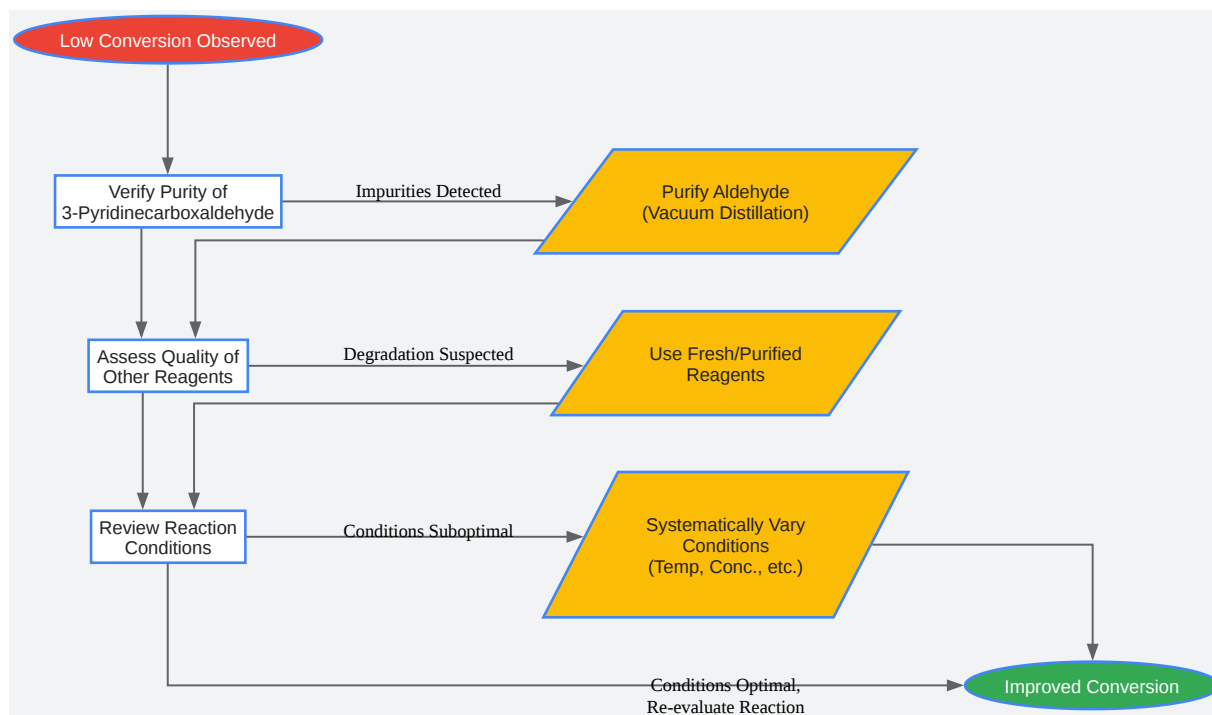 Low Conversion Observed
Verify Purity of
3-Pyridinecarboxaldehyde
Impurities Detected
Purify Aldehyde
(Vacuum Distillation)
Assess Quality of
Other Reagents
Degradation Suspected
Use Fresh/Purified
Reagents
Review Reaction
Conditions
Conditions Suboptimal
Systematically Vary
Conditions
(Temp, Conc., etc.)
Conditions Optimal,
Re-evaluate Reaction
Improved Conversion